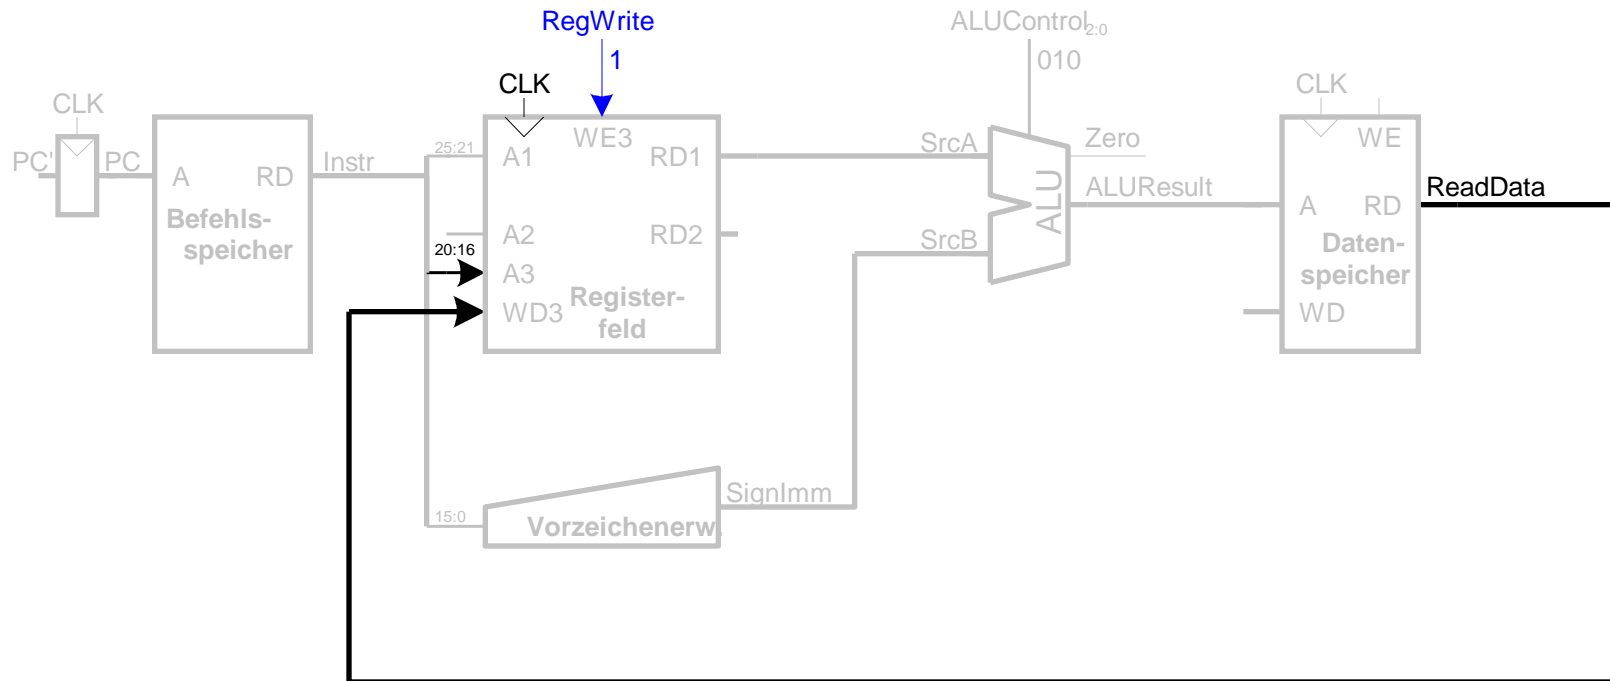 RegWrite
1
ALUControl2:0
010
CLK
CLK
CLK
PC'
PC
A
RD
Befehls-
speicher
Instr
25:21
A1
WE3
RD1
A2
RD2
20:16
A3
WD3
Register-
feld
SrcA
SrcB
ALU
Zero
ALUResult
WE
A
RD
Daten-
speicher
WD
ReadData
15:0
Vorzeichenerw.
SignImm